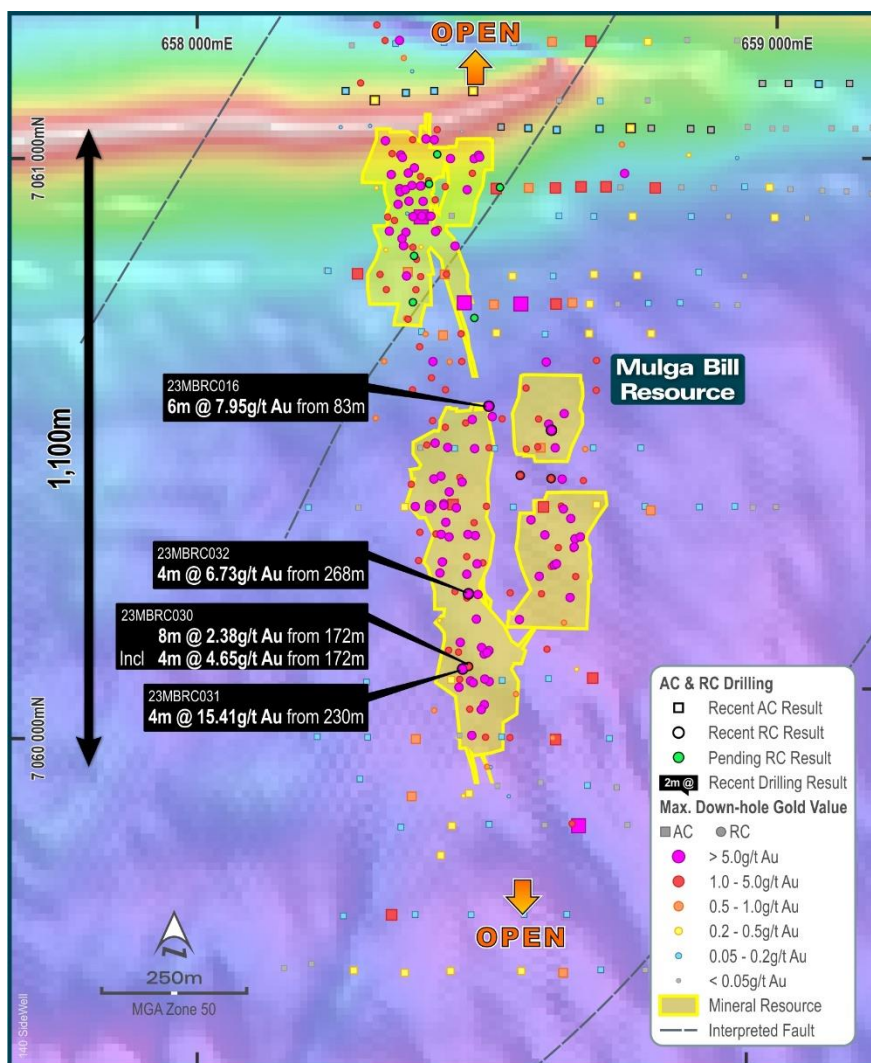 658 000mE
OPEN
659 000mE
7 061 000mN
1,100m
Mulga Bill
Resource
23MBRC016
6m @ 7.95g/t Au from 83m
23MBRC032
4m @ 6.73g/t Au from 268m
23MBRC030
8m @ 2.38g/t Au from 172m
Incl 4m @ 4.65g/t Au from 172m
23MBRC031
4m @ 15.41g/t Au from 230m
7 060 000mN
OPEN
N
250m
MGA Zone 50
140 SideWell
AC & RC Drilling
Recent AC Result
Recent RC Result
Pending RC Result
2m @ Recent Drilling Result
Max. Down-hole Gold Value
AC RC
> 5.0g/t Au
1.0 - 5.0g/t Au
0.5 - 1.0g/t Au
0.2 - 0.5g/t Au
0.05 - 0.2g/t Au
< 0.05g/t Au
Mineral Resource
Interpreted Fault